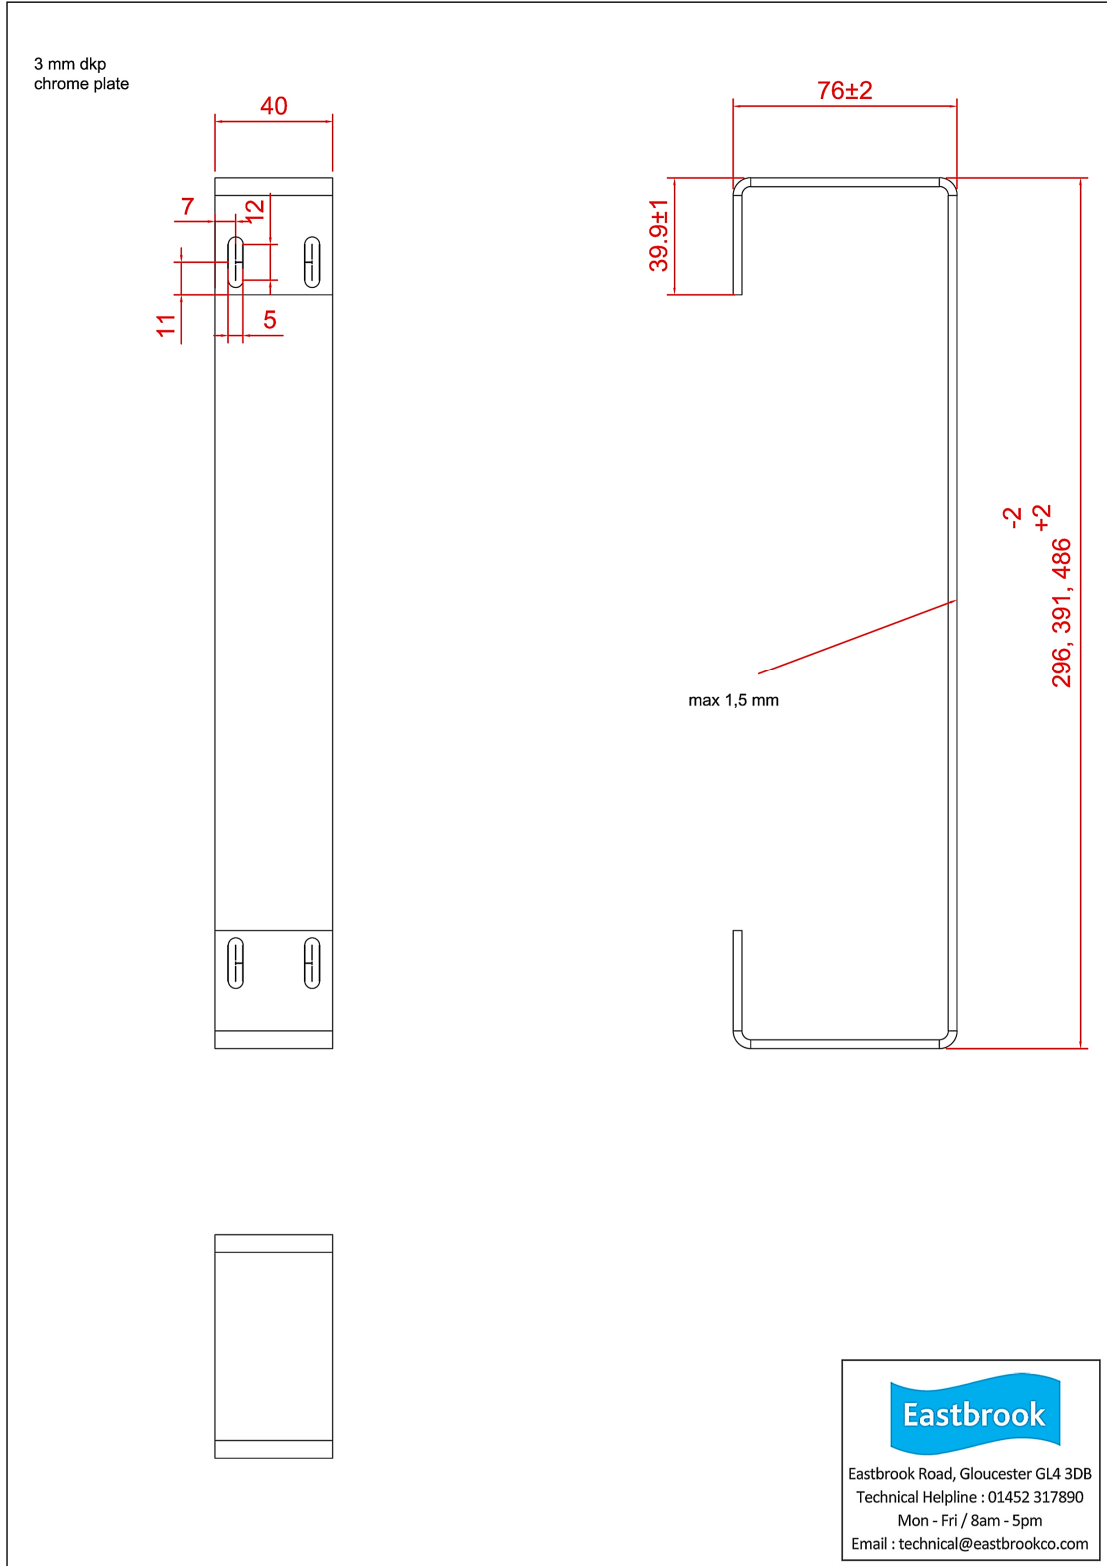 3 mm dkp
chrome plate
40
76±2
7
12
39.9±1
11
5
-2
+2
296, 391, 486
max 1,5 mm
Eastbrook
Eastbrook Road, Gloucester GL4 3DB
Technical Helpline : 01452 317890
Mon - Fri / 8am - 5pm
Email : technical@eastbrookco.com